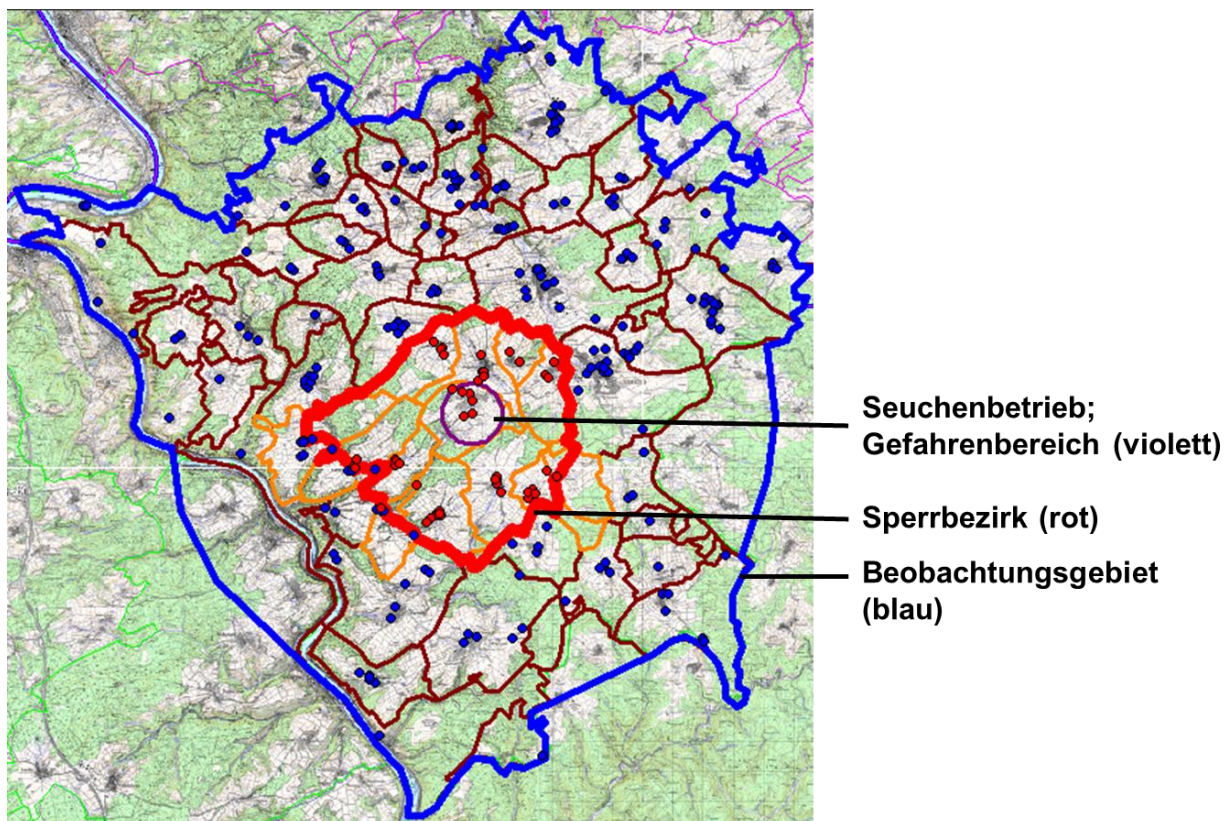 Seuchenbetrieb;
Gefahrenbereich (violett)
Sperrbezirk (rot)
Beobachtungsgebiet
(blau)